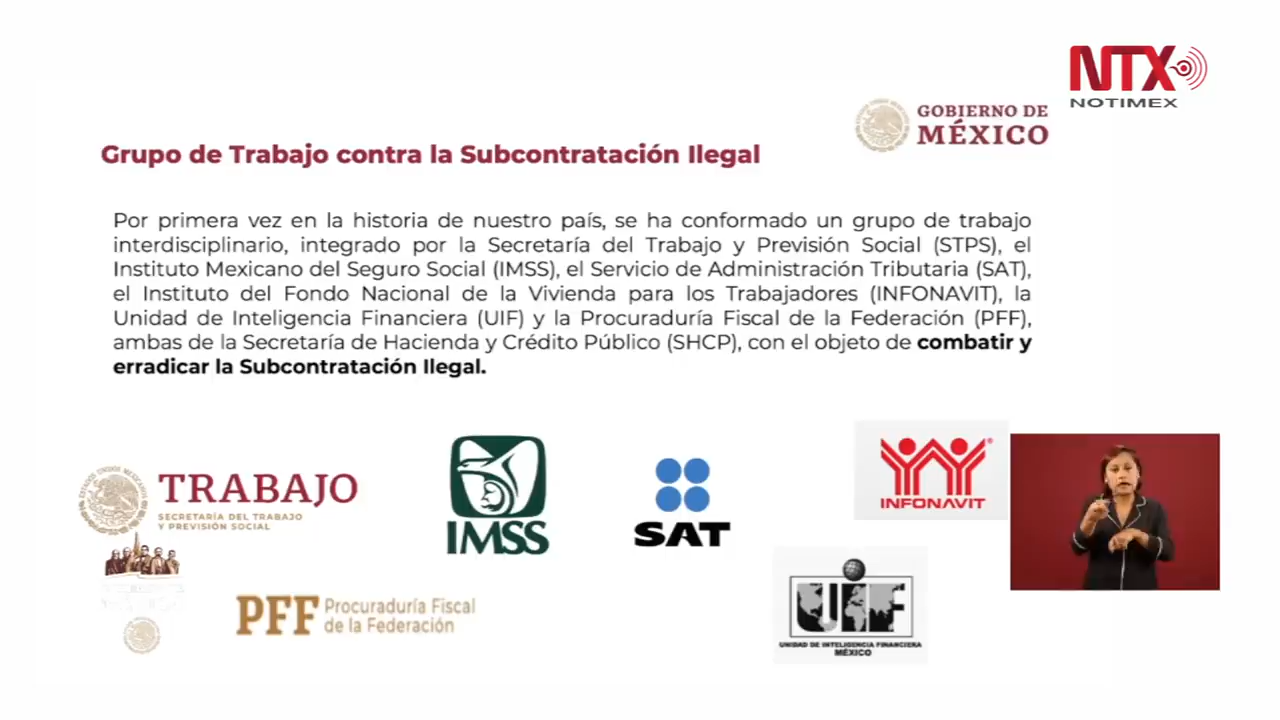 NTX
NOTIMEX
GOBIERNO DE
MÉXICO
Grupo de Trabajo contra la Subcontratación Ilegal
Por primera vez en la historia de nuestro país, se ha conformado un grupo de trabajo
interdisciplinario, integrado por la Secretaría del Trabajo y Previsión Social (STPS), el
Instituto Mexicano del Seguro Social (IMSS), el Servicio de Administración Tributaria (SAT),
el Instituto del Fondo Nacional de la Vivienda para los Trabajadores (INFONAVIT), la
Unidad de Inteligencia Financiera (UIF) y la Procuraduría Fiscal de la Federación (PFF),
ambas de la Secretaría de Hacienda y Crédito Público (SHCP), con el objeto de combatir y
erradicar la Subcontratación Ilegal.
TRABAJO
SECRETARÍA DEL TRABAJO
Y PREVISIÓN SOCIAL
IMSS
SAT
INFONAVIT
PFF
Procuraduría Fiscal
de la Federación
UIF
UNIDAD DE INTELIGENCIA FINANCIERA
MÉXICO